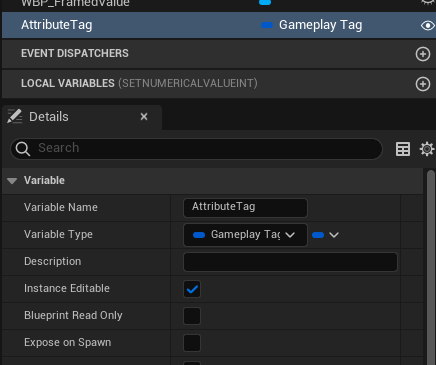 WBP_FramedValue
AttributeTag Gameplay Tag
EVENT DISPATCHERS
LOCAL VARIABLES (SETNUMERICALVALUEINT)
Details
Search
Variable
Variable Name AttributeTag
Variable Type Gameplay Tag
Description
Instance Editable
Blueprint Read Only
Expose on Spawn